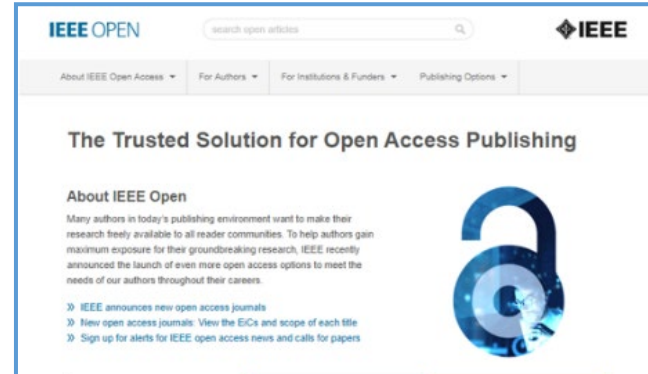 IEEE OPEN
search open articles
IEEE
About IEEE Open Access For Authors For Institutions & Funders Publishing Options
The Trusted Solution for Open Access Publishing
About IEEE Open
Many authors in today's publishing environment want to make their
research freely available to all reader communities. To help authors gain
maximum exposure for their groundbreaking research, IEEE recently
announced the launch of even more open access options to meet the
needs of our authors throughout their careers.
» IEEE announces new open access journals
» New open access journals: View the EiCs and scope of each title
» Sign up for alerts for IEEE open access news and calls for papers